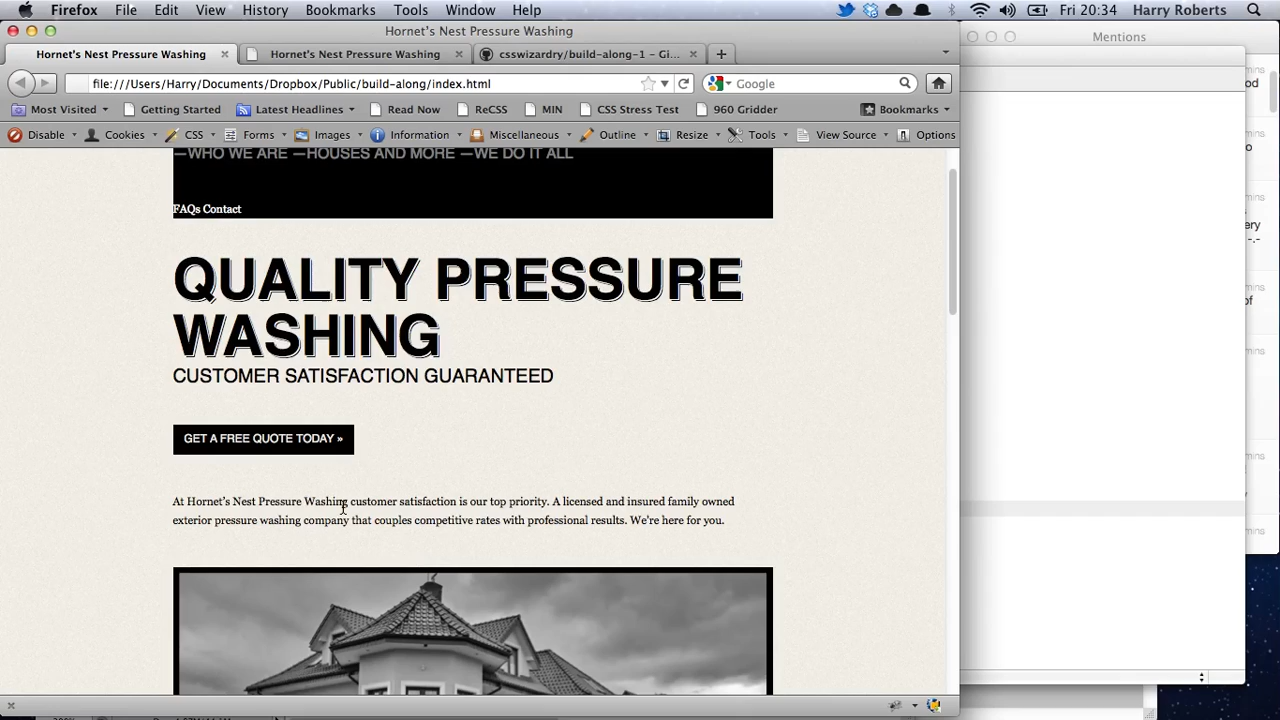 Firefox File Edit View History Bookmarks Tools Window Help Fri 20:34 Harry Roberts
Hornet's Nest Pressure Washing
Mentions
Hornet's Nest Pressure Washing
Hornet's Nest Pressure Washing
csswizardry/build-along-1 – Gi...
file:///Users/Harry/Documents/Dropbox/Public/build-along/index.html
Google
Most Visited Getting Started Latest Headlines Read Now ReCSS MIN CSS Stress Test 960 Gridder Bookmarks
Disable Cookies CSS Forms Images Information Miscellaneous Outline Resize Tools View Source Options
—WHO WE ARE —HOUSES AND MORE —WE DO IT ALL
FAQs Contact
QUALITY PRESSURE
WASHING
CUSTOMER SATISFACTION GUARANTEED
GET A FREE QUOTE TODAY »
At Hornet's Nest Pressure Washing customer satisfaction is our top priority. A licensed and insured family owned
exterior pressure washing company that couples competitive rates with professional results. We're here for you.